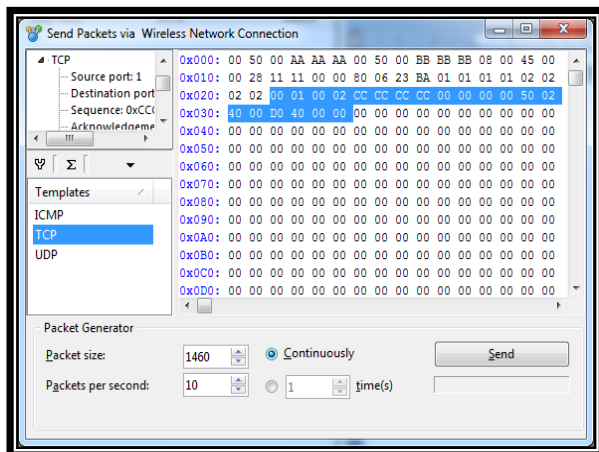 Send Packets via Wireless Network Connection
TCP
Source port: 1
Destination port
Sequence: 0xCC
Acknowledgeme
Templates
ICMP
TCP
UDP
0x000: 00 50 00 AA AA AA 00 50 00 BB BB BB 08 00 45 00
0x010: 00 28 11 11 00 00 80 06 23 BA 01 01 01 01 02 02
0x020: 02 02 00 01 00 02 CC CC CC CC 00 00 00 00 50 02
0x030: 40 00 D0 40 00 00 00 00 00 00 00 00 00 00 00 00
0x040: 00 00 00 00 00 00 00 00 00 00 00 00 00 00 00 00
0x050: 00 00 00 00 00 00 00 00 00 00 00 00 00 00 00 00
0x060: 00 00 00 00 00 00 00 00 00 00 00 00 00 00 00 00
0x070: 00 00 00 00 00 00 00 00 00 00 00 00 00 00 00 00
0x080: 00 00 00 00 00 00 00 00 00 00 00 00 00 00 00 00
0x090: 00 00 00 00 00 00 00 00 00 00 00 00 00 00 00 00
0x0A0: 00 00 00 00 00 00 00 00 00 00 00 00 00 00 00 00
0x0B0: 00 00 00 00 00 00 00 00 00 00 00 00 00 00 00 00
0x0C0: 00 00 00 00 00 00 00 00 00 00 00 00 00 00 00 00
0x0D0: 00 00 00 00 00 00 00 00 00 00 00 00 00 00 00 00
Packet Generator
Packet size: 1460 Continuously Send
Packets per second: 10 1 time(s)